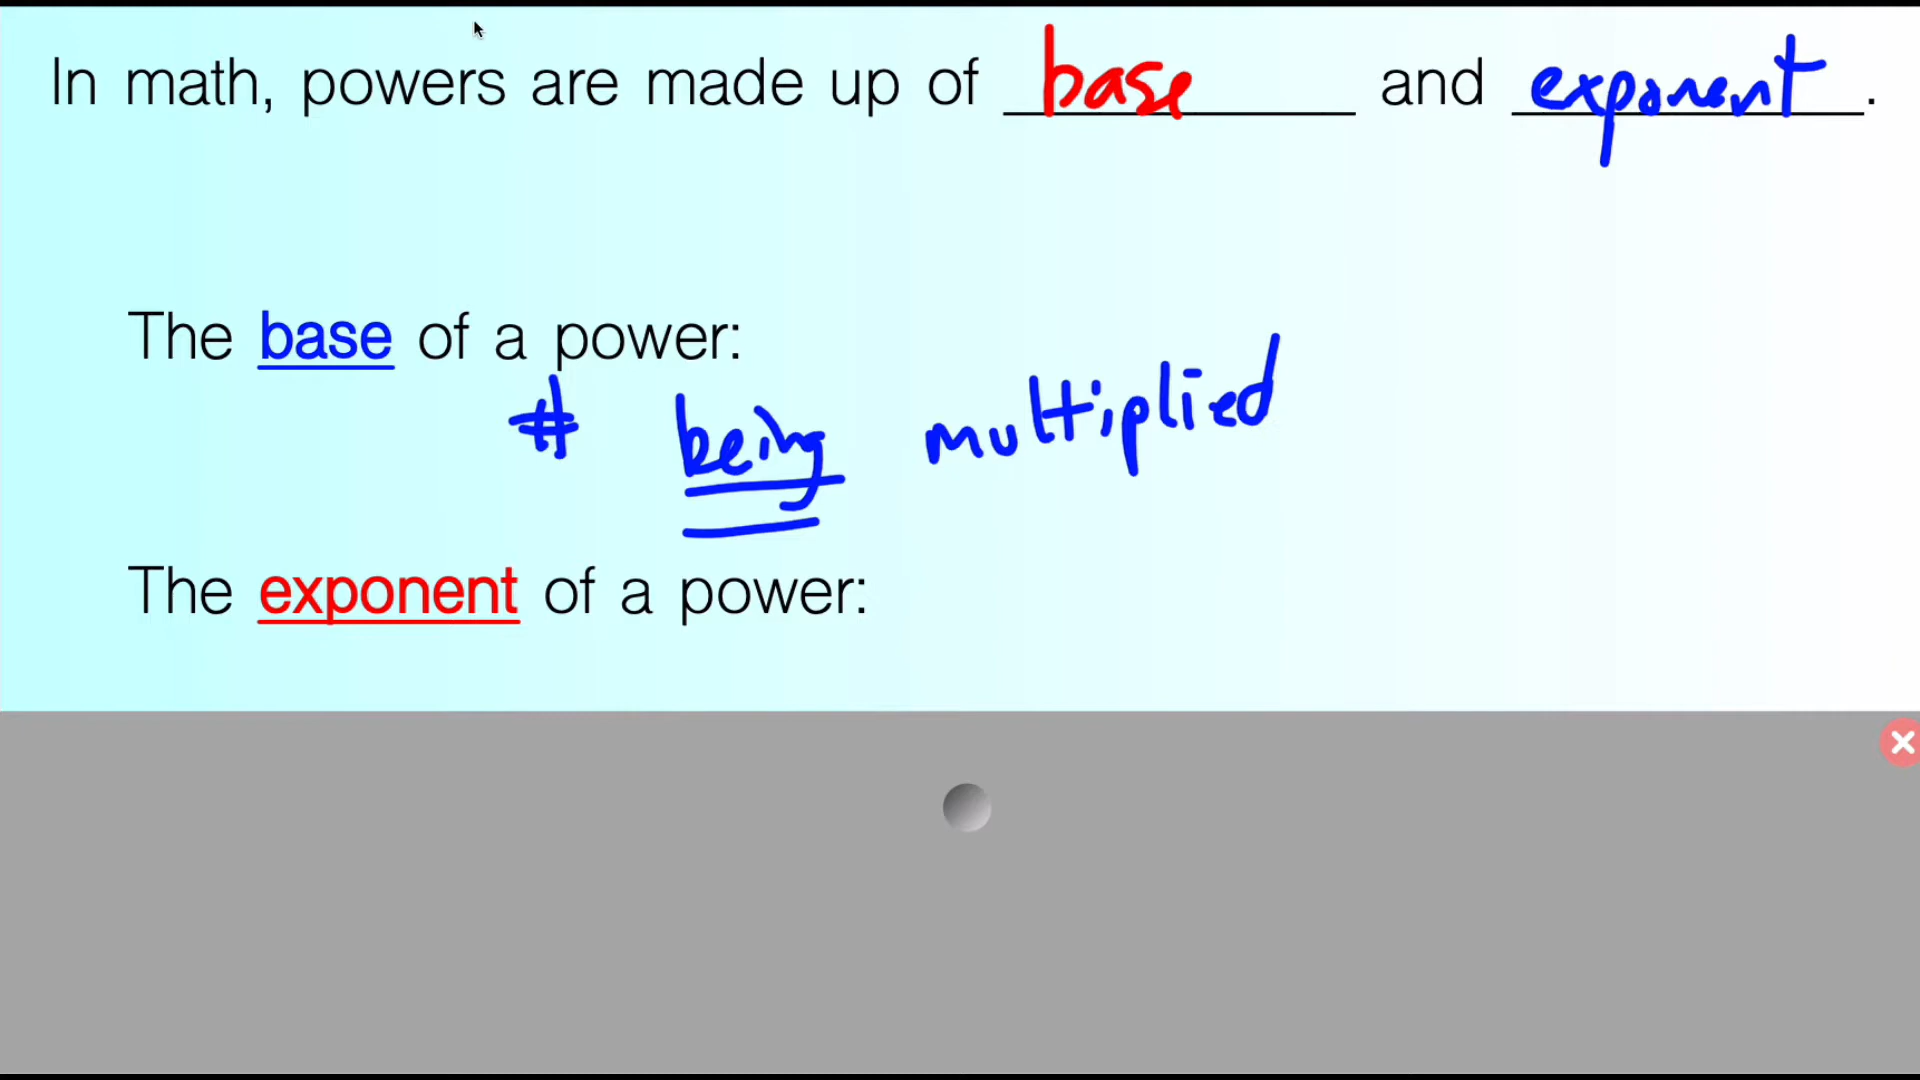 In math, powers are made up of base and exponent.
The base of a power:
# being multiplied
The exponent of a power: